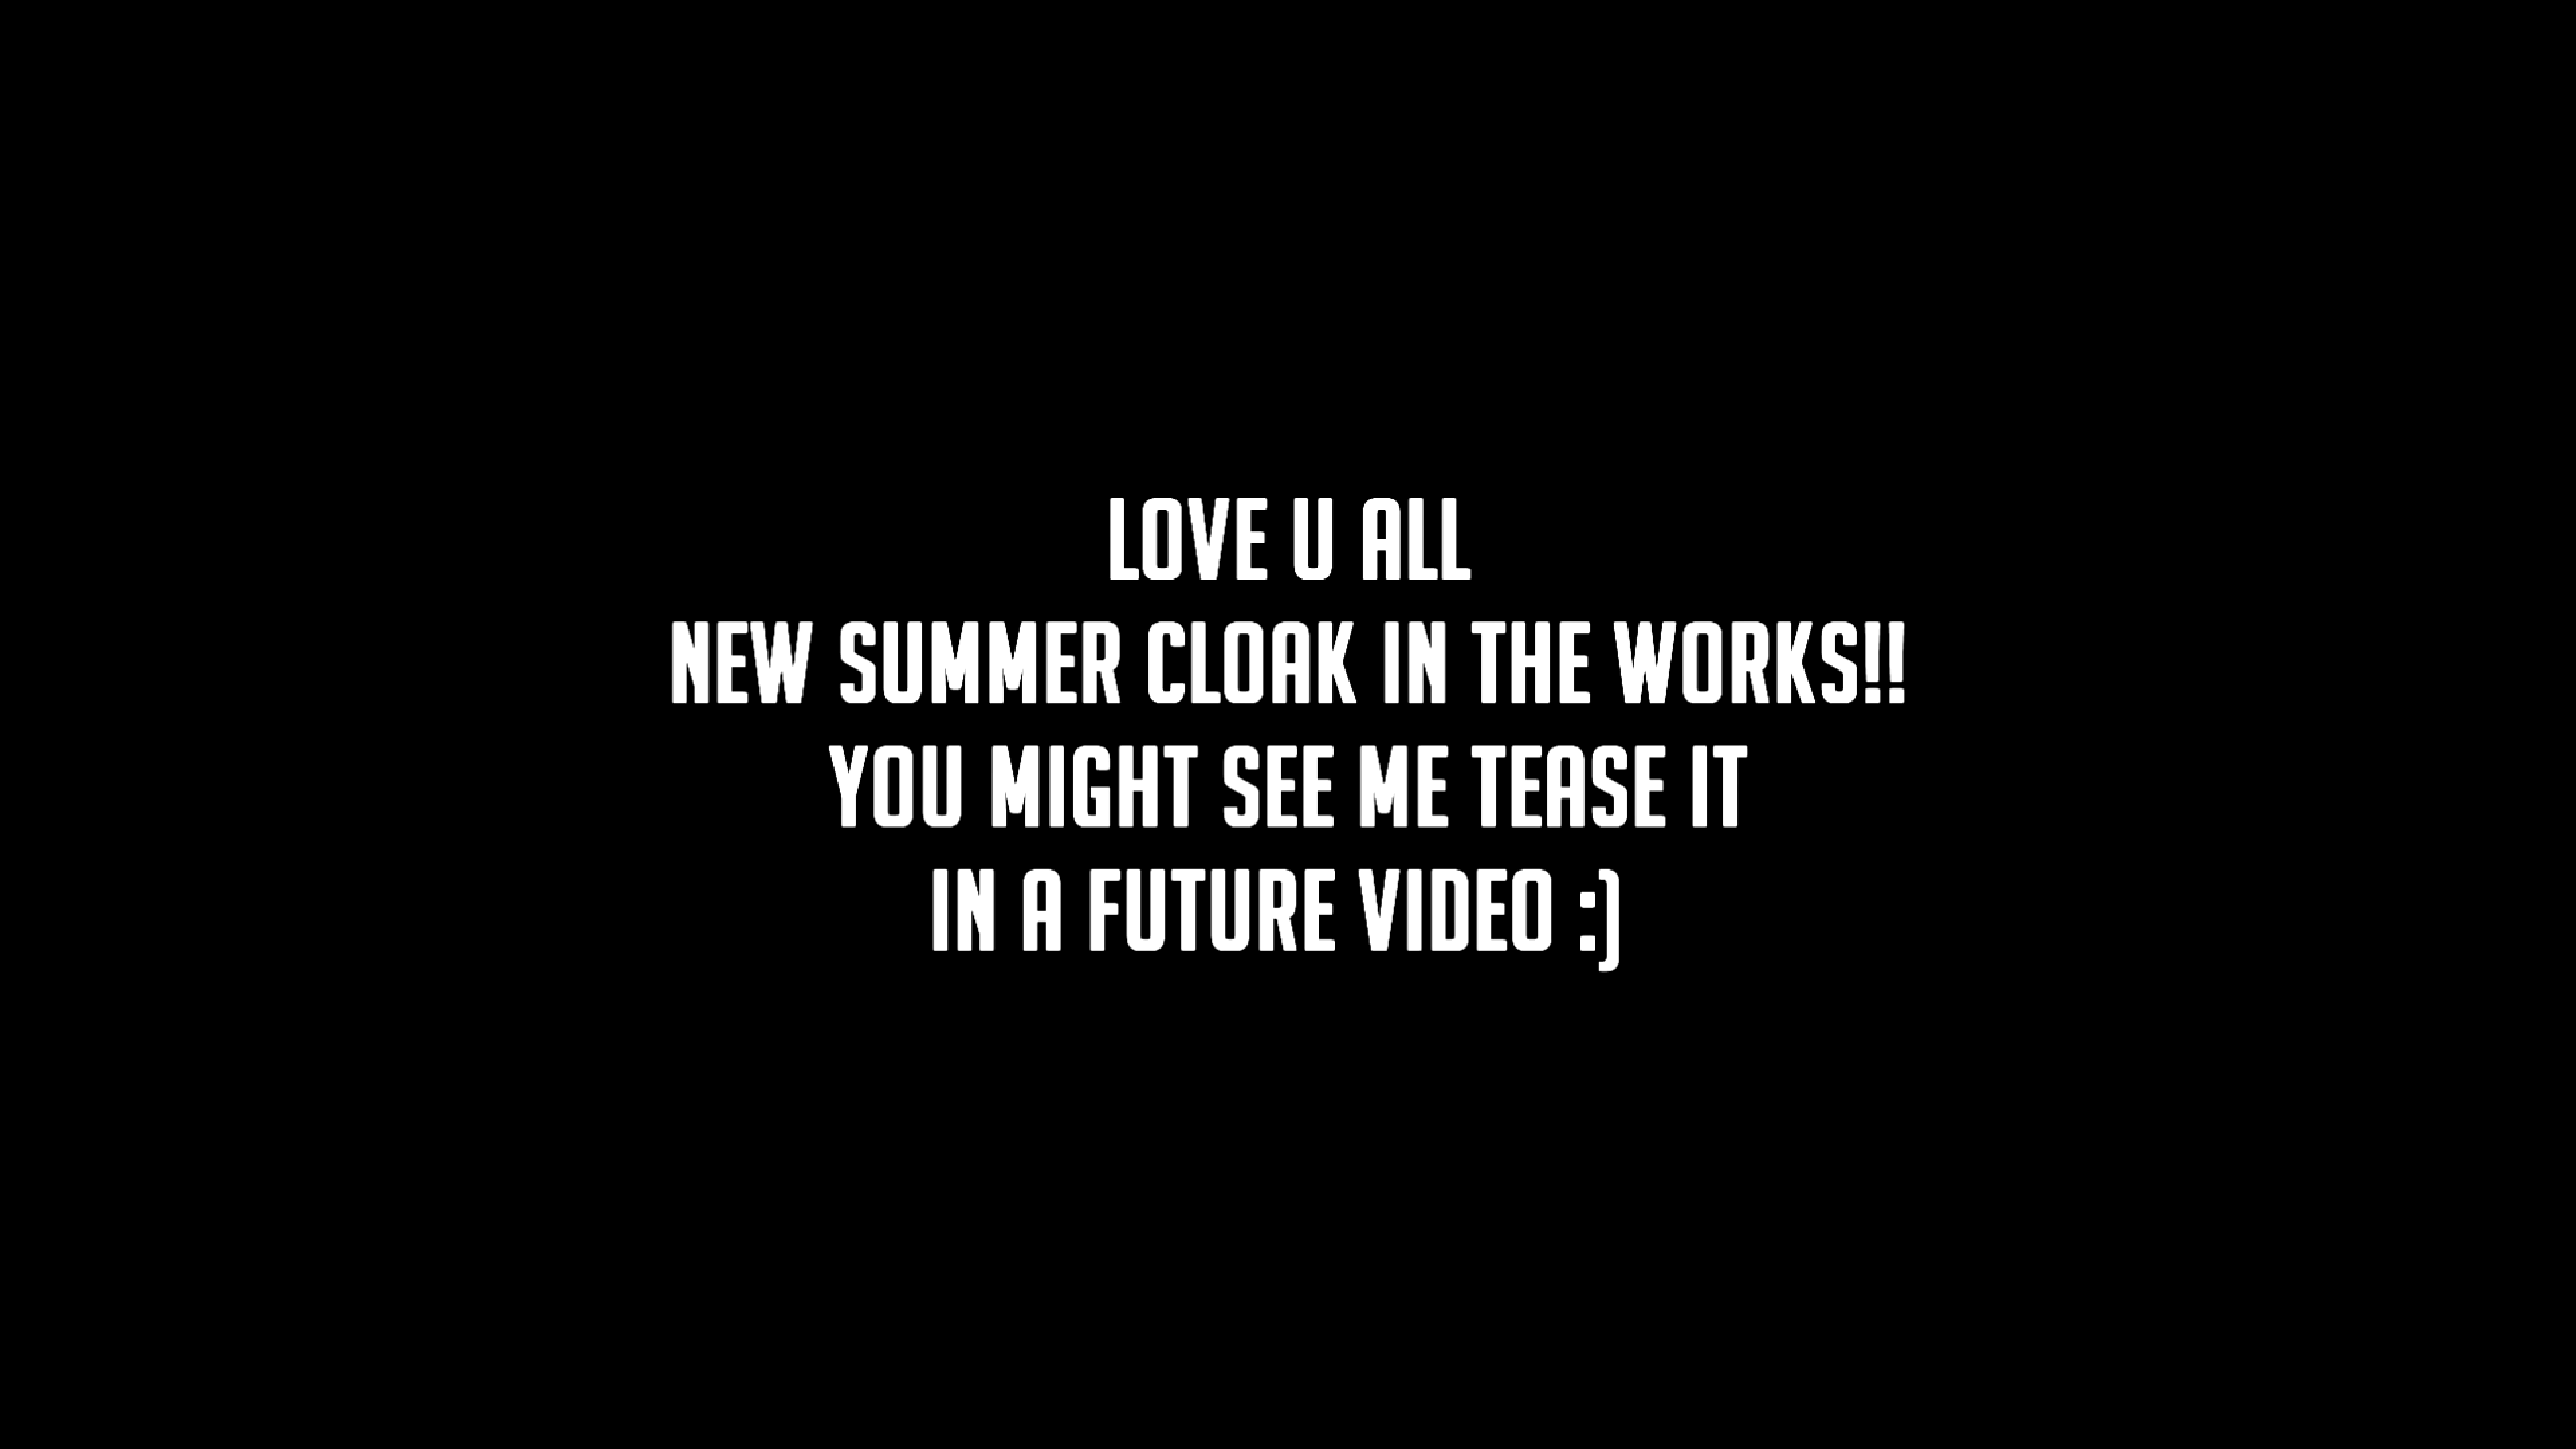 LOVE U ALL
NEW SUMMER CLOAK IN THE WORKS!!
YOU MIGHT SEE ME TEASE IT
IN A FUTURE VIDEO :)